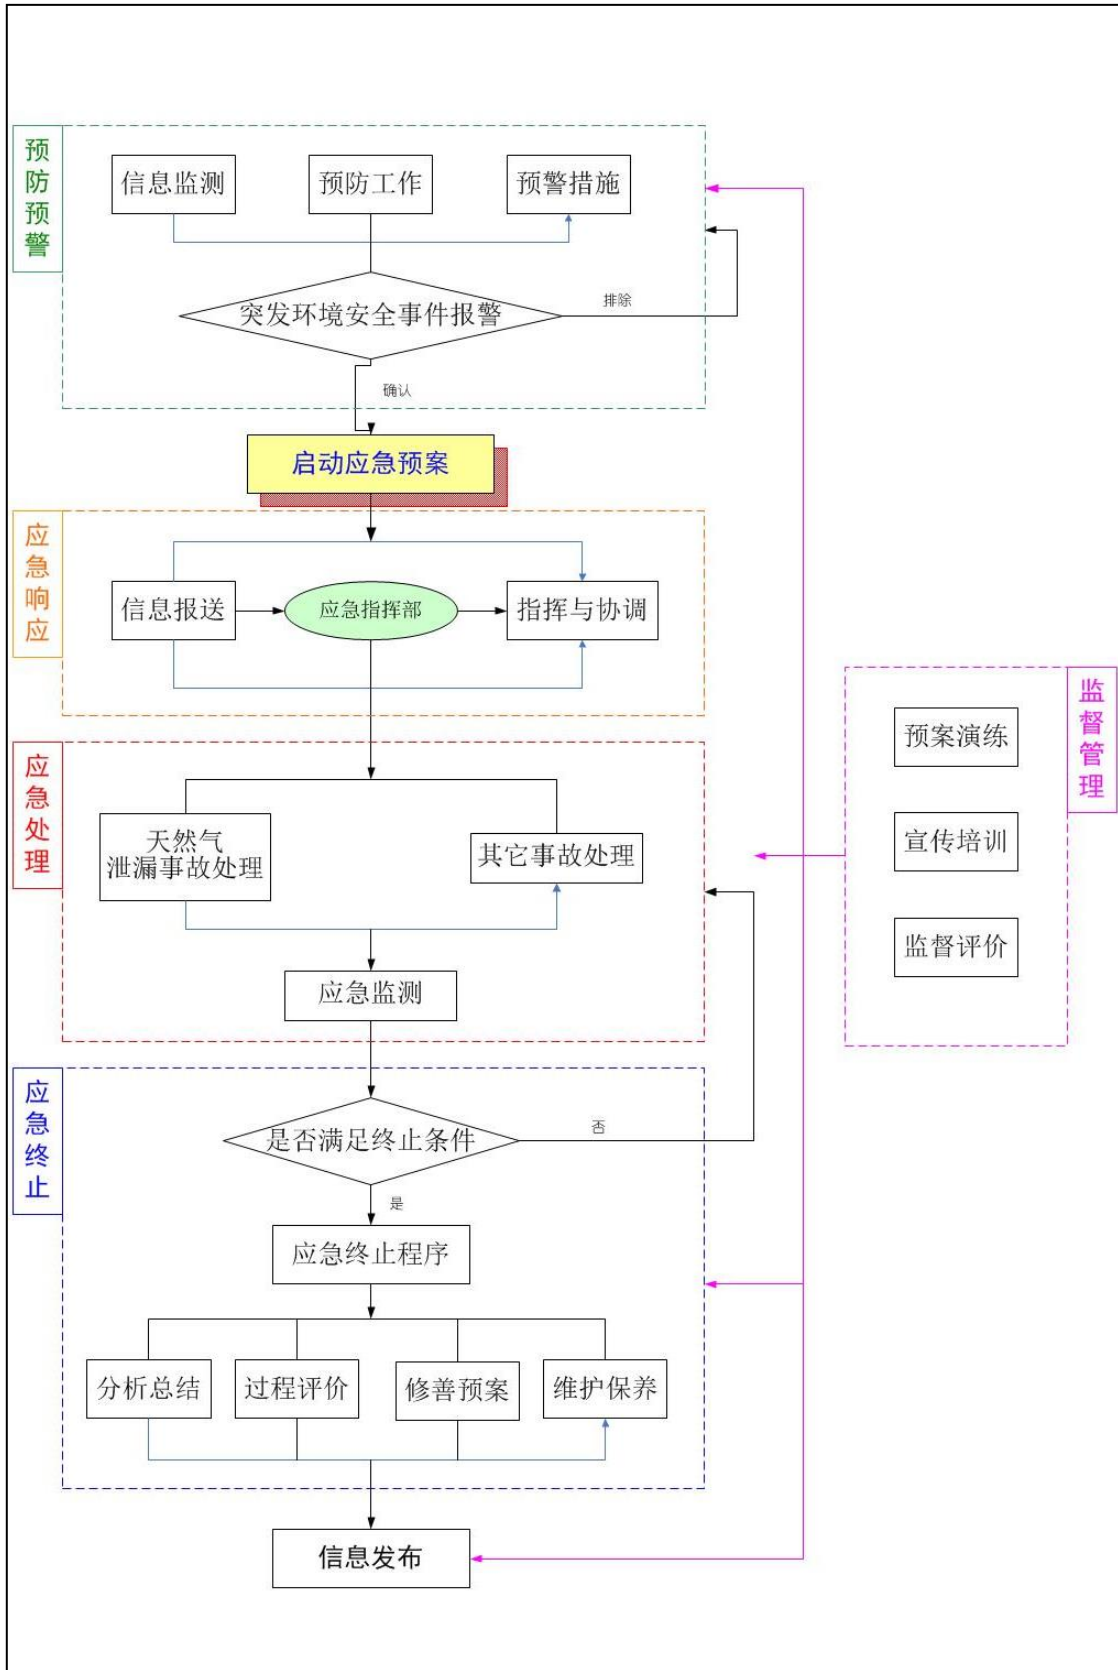 预防预警
信息监测
预防工作
预警措施
突发环境安全事件报警
排除
确认
启动应急预案
应急响应
信息报送
应急指挥部
指挥与协调
应急处理
天然气
泄漏事故处理
其它事故处理
应急监测
监督管理
预案演练
宣传培训
监督评价
应急终止
是否满足终止条件
否
是
应急终止程序
分析总结
过程评价
修善预案
维护保养
信息发布